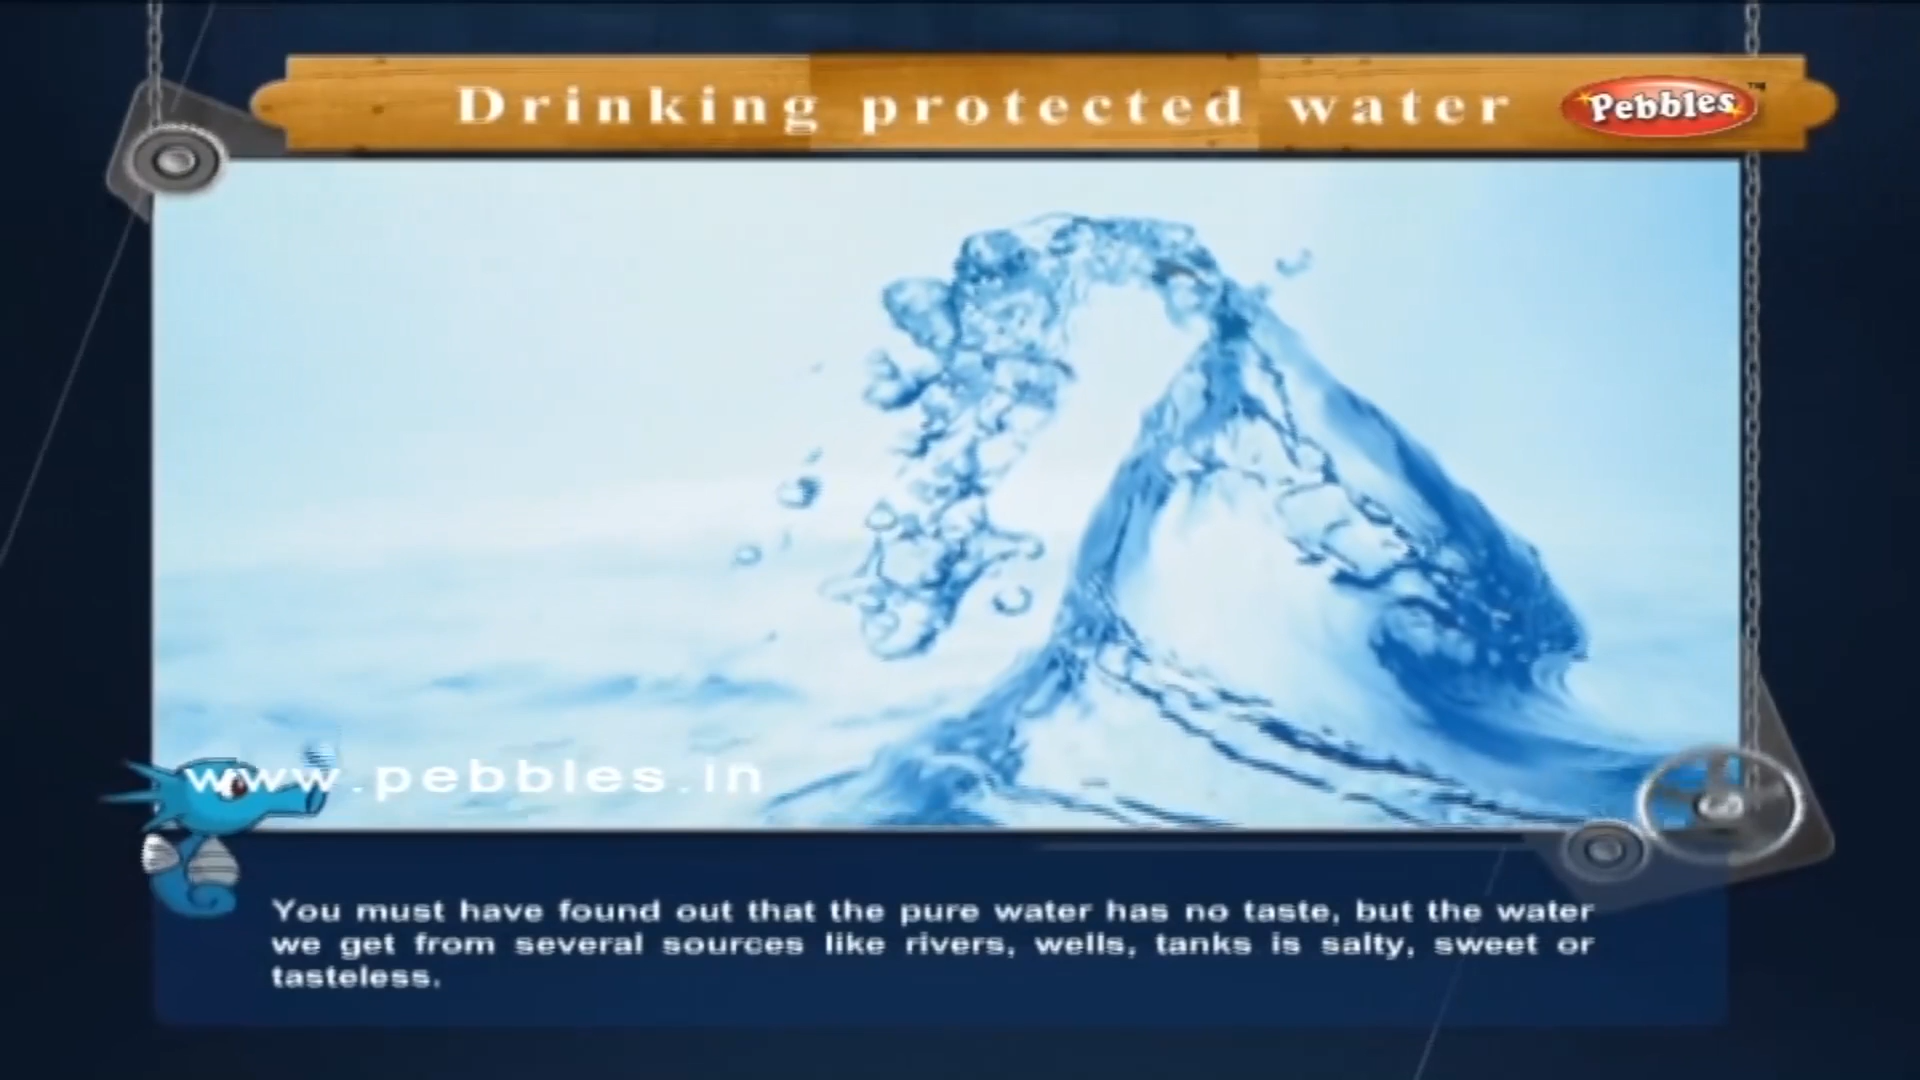 Drinking protected water
Pebbles™
www.pebbles.in
You must have found out that the pure water has no taste, but the water
we get from several sources like rivers, wells, tanks is salty, sweet or
tasteless.